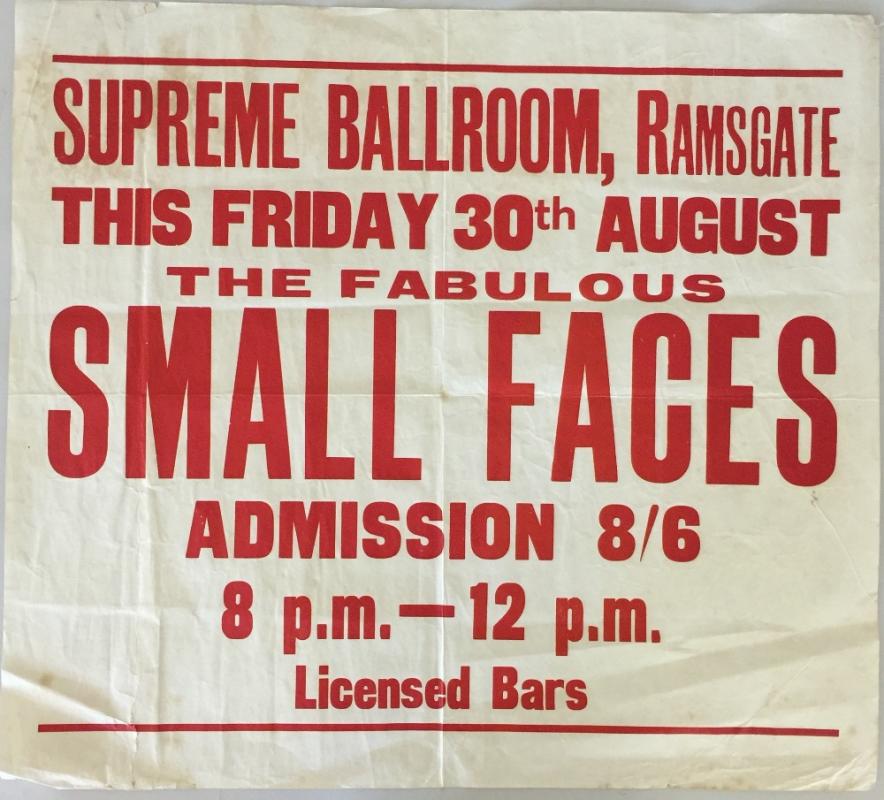 SUPREME BALLROOM, RAMSGATE
THIS FRIDAY 30th AUGUST
THE FABULOUS
SMALL FACES
ADMISSION 8/6
8 p.m.—12 p.m.
Licensed Bars